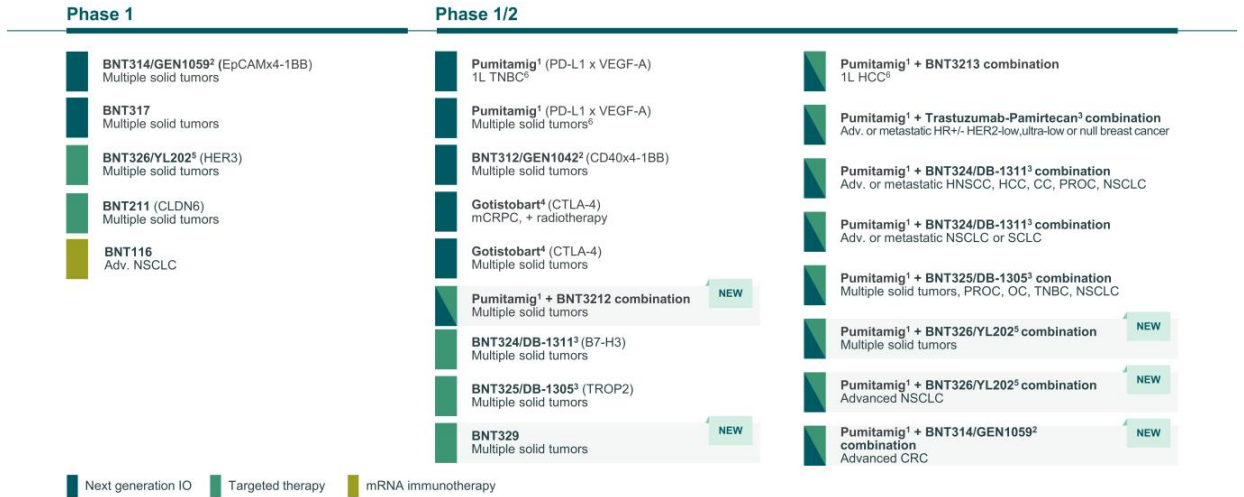 Phase 1
BNT314/GEN1059² (EpCAMx4-1BB)
Multiple solid tumors
BNT317
Multiple solid tumors
BNT326/YL202⁵ (HER3)
Multiple solid tumors
BNT211 (CLDN6)
Multiple solid tumors
BNT116
Adv. NSCLC
Phase 1/2
Pumitamig¹ (PD-L1 x VEGF-A)
1L TNBC⁶
Pumitamig¹ (PD-L1 x VEGF-A)
Multiple solid tumors⁶
BNT312/GEN1042² (CD40x4-1BB)
Multiple solid tumors
Gotistobart⁴ (CTLA-4)
mCRPC, + radiotherapy
Gotistobart⁴ (CTLA-4)
Multiple solid tumors
Pumitamig¹ + BNT3212 combination
Multiple solid tumors
NEW
BNT324/DB-1311³ (B7-H3)
Multiple solid tumors
BNT325/DB-1305³ (TROP2)
Multiple solid tumors
BNT329
Multiple solid tumors
NEW
Pumitamig¹ + BNT3213 combination
1L HCC⁶
Pumitamig¹ + Trastuzumab-Pamirtecan³ combination
Adv. or metastatic HR+/- HER2-low,ultra-low or null breast cancer
Pumitamig¹ + BNT324/DB-1311³ combination
Adv. or metastatic HNSCC, HCC, CC, PROC, NSCLC
Pumitamig¹ + BNT324/DB-1311³ combination
Adv. or metastatic NSCLC or SCLC
Pumitamig¹ + BNT325/DB-1305³ combination
Multiple solid tumors, PROC, OC, TNBC, NSCLC
Pumitamig¹ + BNT326/YL202⁵ combination
Multiple solid tumors
NEW
Pumitamig¹ + BNT326/YL202⁵ combination
Advanced NSCLC
NEW
Pumitamig¹ + BNT314/GEN1059²
combination
Advanced CRC
NEW
Next generation IO
Targeted therapy
mRNA immunotherapy